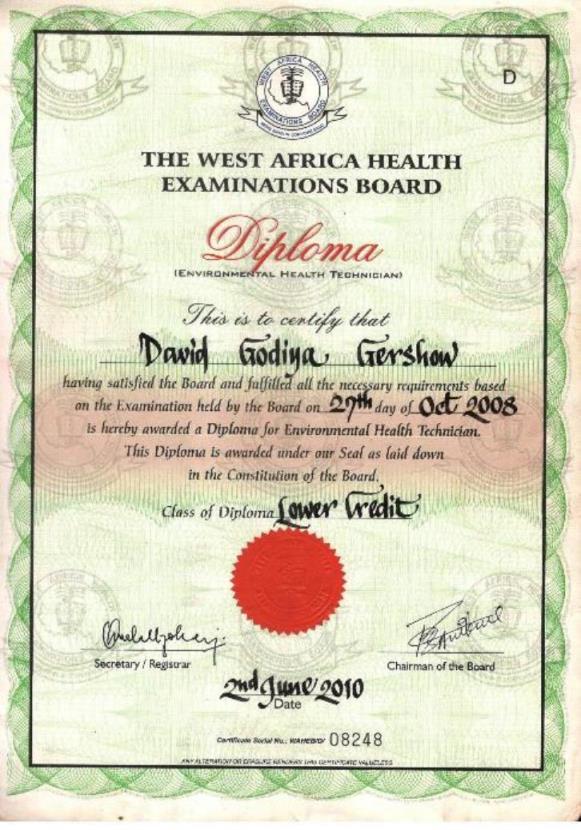 WEST AFRICA HEALTH
EXAMINATIONS BOARD
D
THE WEST AFRICA HEALTH
EXAMINATIONS BOARD
Diploma
(ENVIRONMENTAL HEALTH TECHNICIAN)
This is to certify that
David Godiya Gershow
having satisfied the Board and fulfilled all the necessary requirements based
on the Examination held by the Board on 27th day of Oct 2008
is hereby awarded a Diploma for Environmental Health Technician.
This Diploma is awarded under our Seal as laid down
in the Constitution of the Board.
Class of Diploma Lower Credit
Secretary / Registrar
Chairman of the Board
2nd June 2010
Date
Certificate Serial No.: WAHEB/D/ 08248
ANY ALTERATION OR ERASURE RENDERS THIS CERTIFICATE VALUELESS